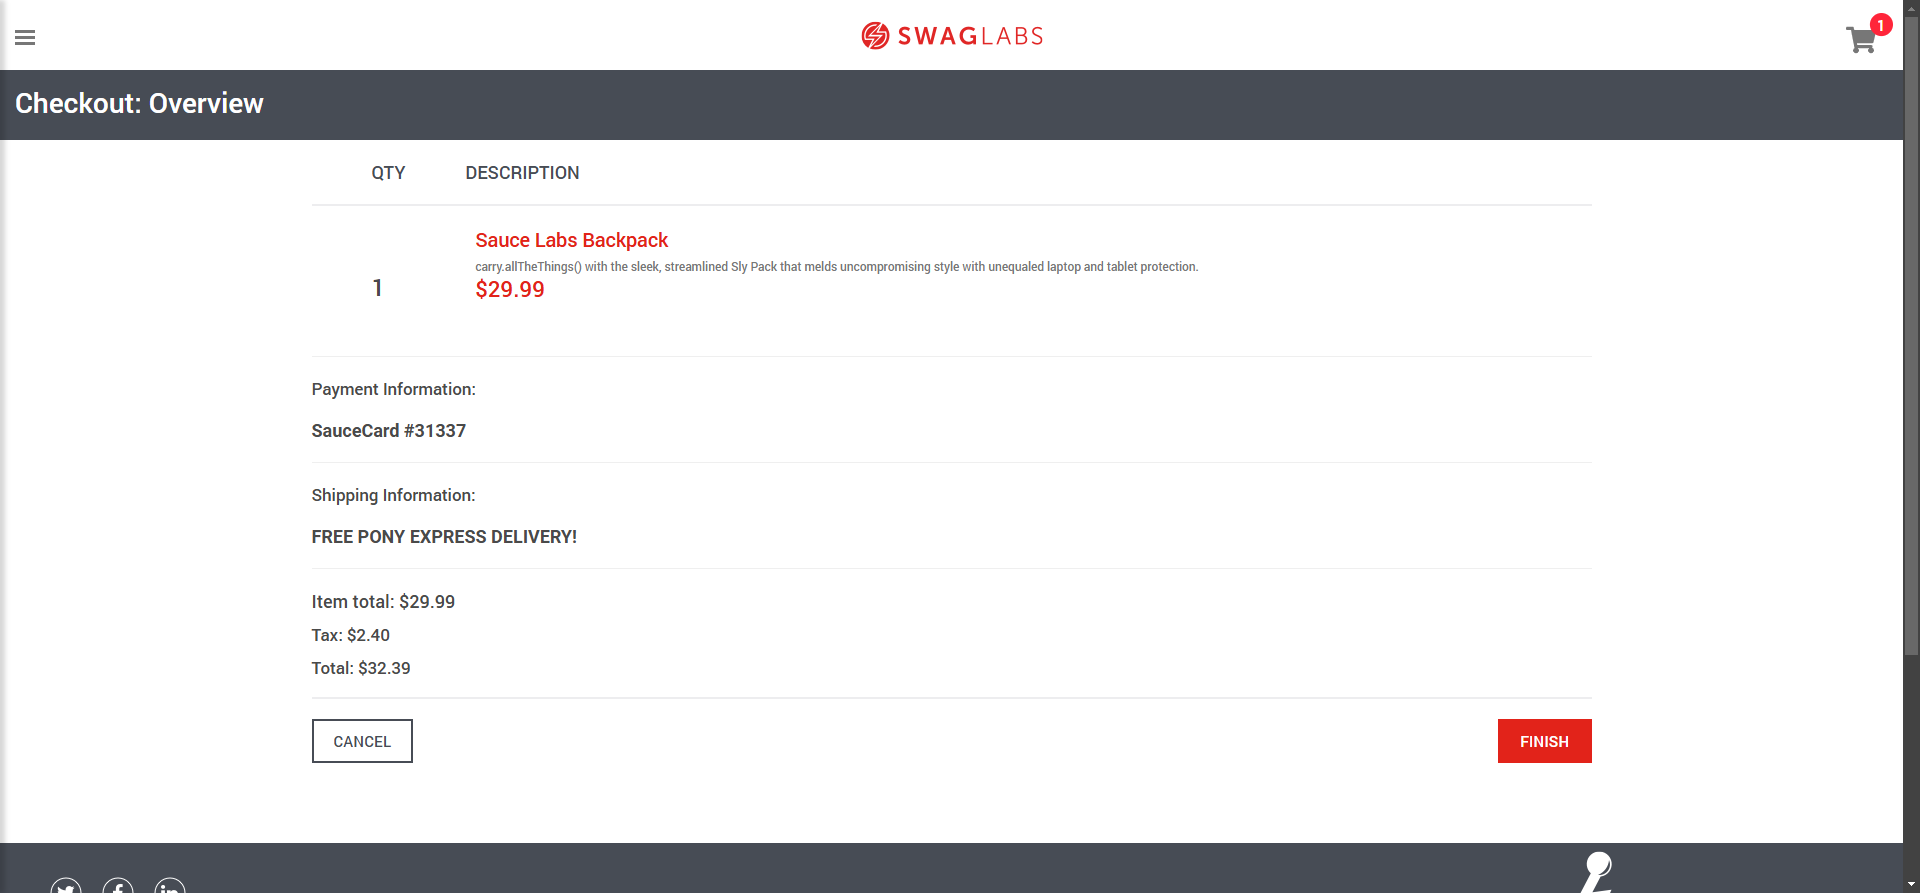 SWAGLABS
1
Checkout: Overview
QTY DESCRIPTION
Sauce Labs Backpack
carry.allTheThings() with the sleek, streamlined Sly Pack that melds uncompromising style with unequaled laptop and tablet protection.
1
$29.99
Payment Information:
SauceCard #31337
Shipping Information:
FREE PONY EXPRESS DELIVERY!
Item total: $29.99
Tax: $2.40
Total: $32.39
CANCEL
FINISH